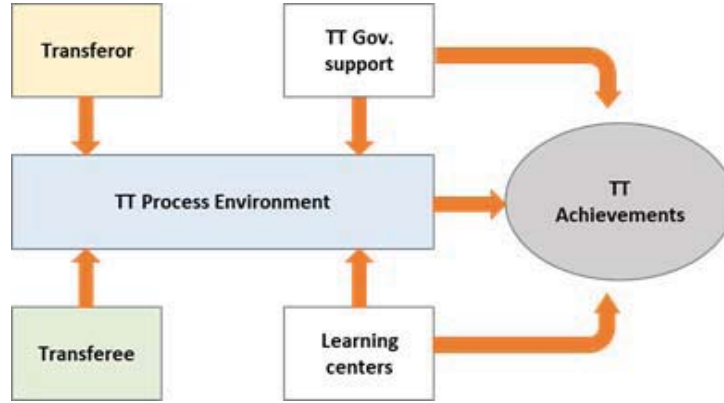 Transferor
TT Gov.
support
TT Process Environment
TT
Achievements
Transferee
Learning
centers